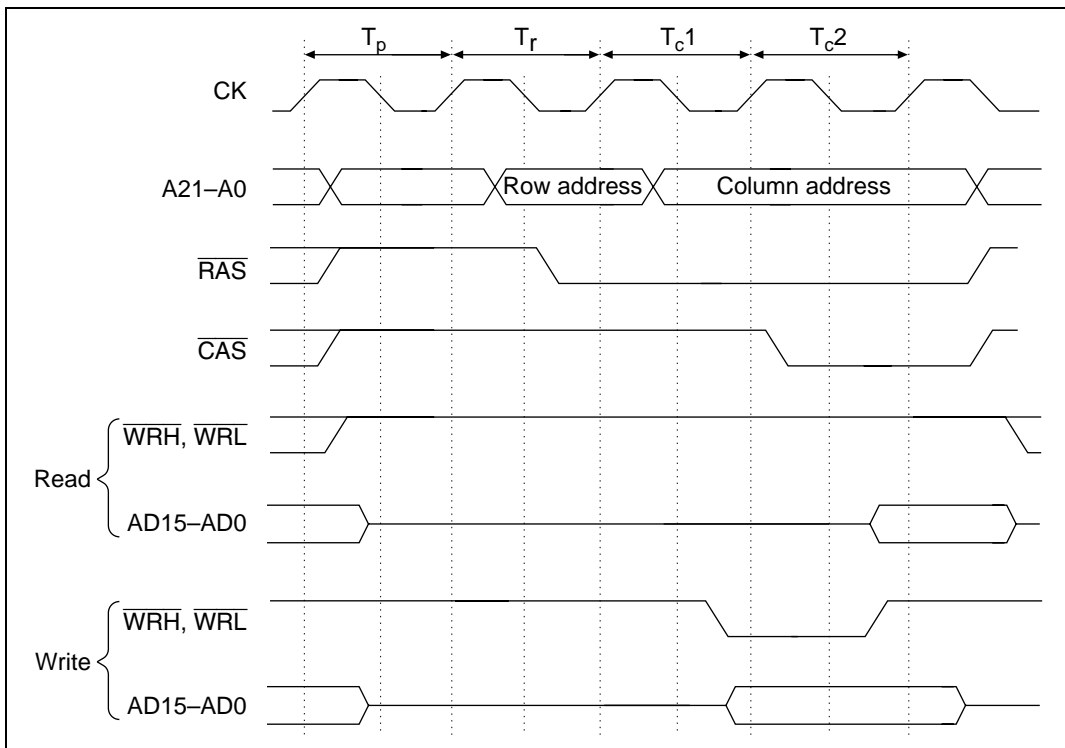 Tp Tr Tc1 Tc2
CK
A21–A0 Row address Column address
RAS
CAS
WRH, WRL
Read
AD15–AD0
WRH, WRL
Write
AD15–AD0